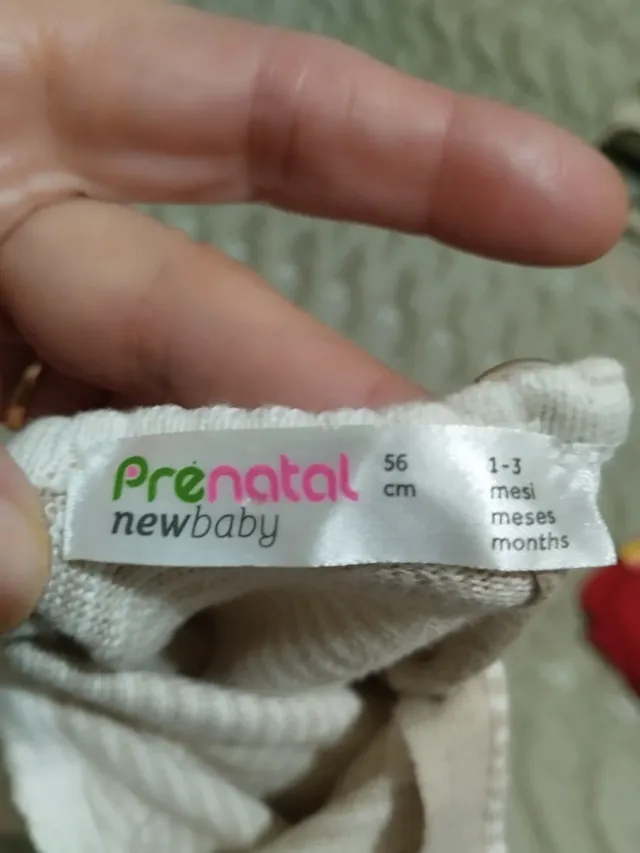 Prénatal
newbaby
56
cm
1-3
mesi
meses
months